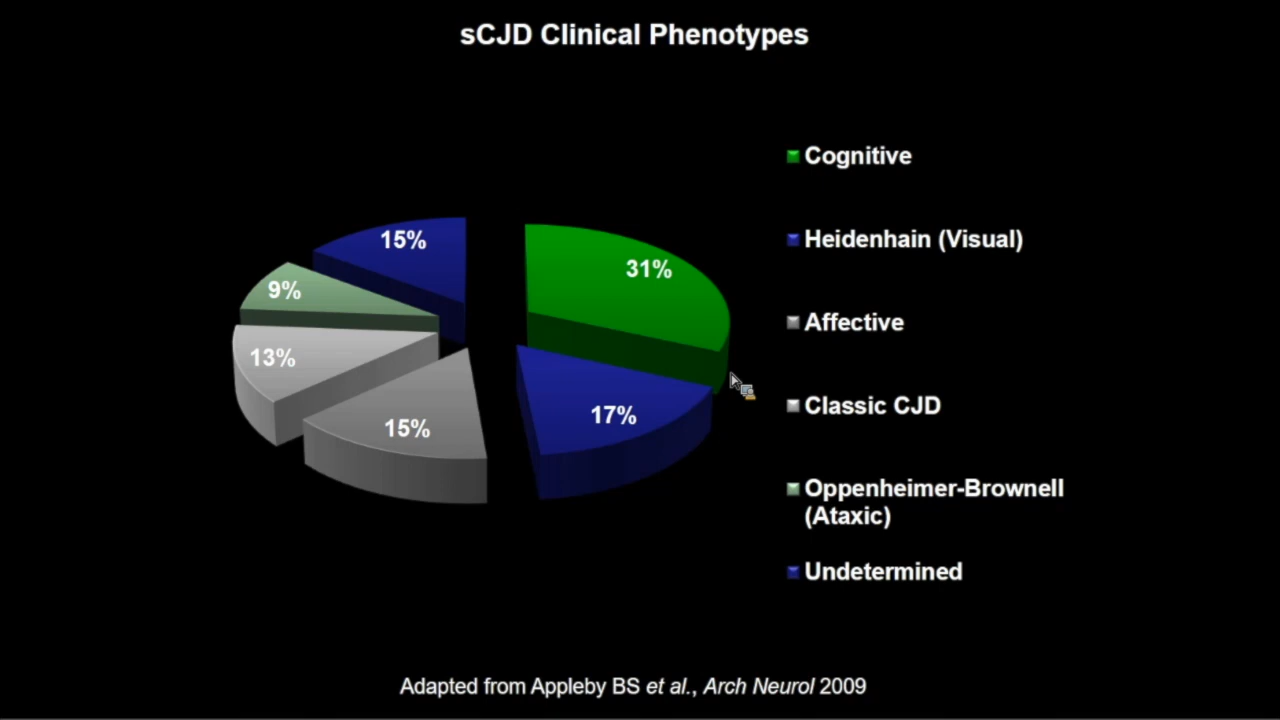 sCJD Clinical Phenotypes
15%
31%
9%
13%
15%
17%
Cognitive
Heidenhain (Visual)
Affective
Classic CJD
Oppenheimer-Brownell
(Ataxic)
Undetermined
Adapted from Appleby BS et al., Arch Neurol 2009